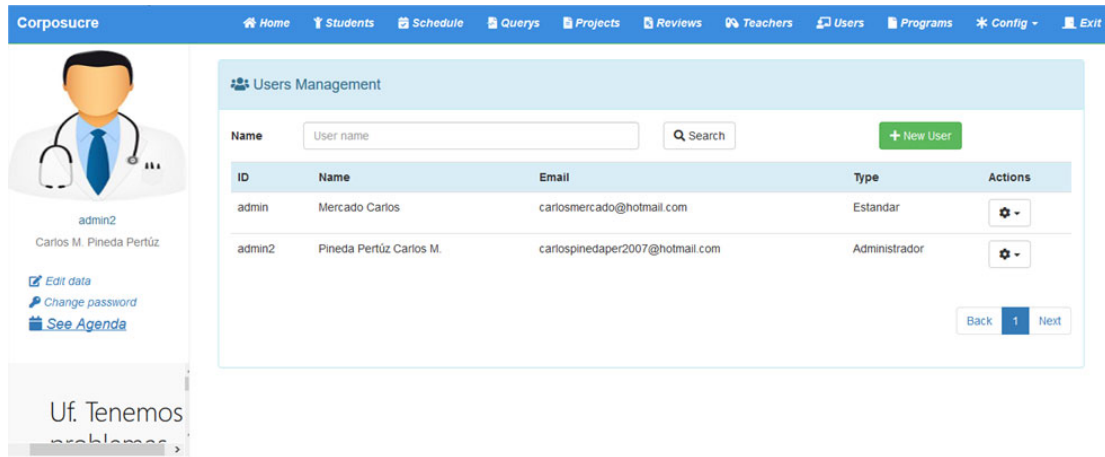 Corposucre Home Students Schedule Querys Projects Reviews Teachers Users Programs Config Exit
admin2
Carlos M. Pineda Pertúz
Edit data
Change password
See Agenda
Uf. Tenemos
problemas
Users Management
Name User name Search New User
ID Name Email Type Actions
admin Mercado Carlos carlosmercado@hotmail.com Estandar
admin2 Pineda Pertúz Carlos M. carlospinedaper2007@hotmail.com Administrador
Back 1 Next